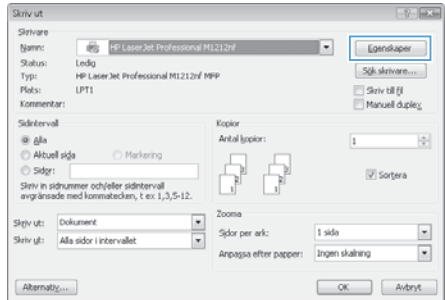 Skriv ut
Skrivare
Namn: HP LaserJet Professional M1212nf
Egenskaper
Status: Ledig
Typ: HP LaserJet Professional M1212nf MFP
Sök skrivare...
Plats: LPT1
Skriv till fil
Kommentar:
Manuell duplex
Sidintervall
Alla
Aktuell sida
Markering
Sidor:
Skriv in sidnummer och/eller sidintervall
avgränsade med kommatecken, t ex 1,3,5-12.
Kopior
Antal kopior: 1
Sortera
Skriv ut: Dokument
Skriv ut: Alla sidor i intervallet
Zooma
Sidor per ark: 1 sida
Anpassa efter papper: Ingen skalning
Alternativ...
OK
Avbryt